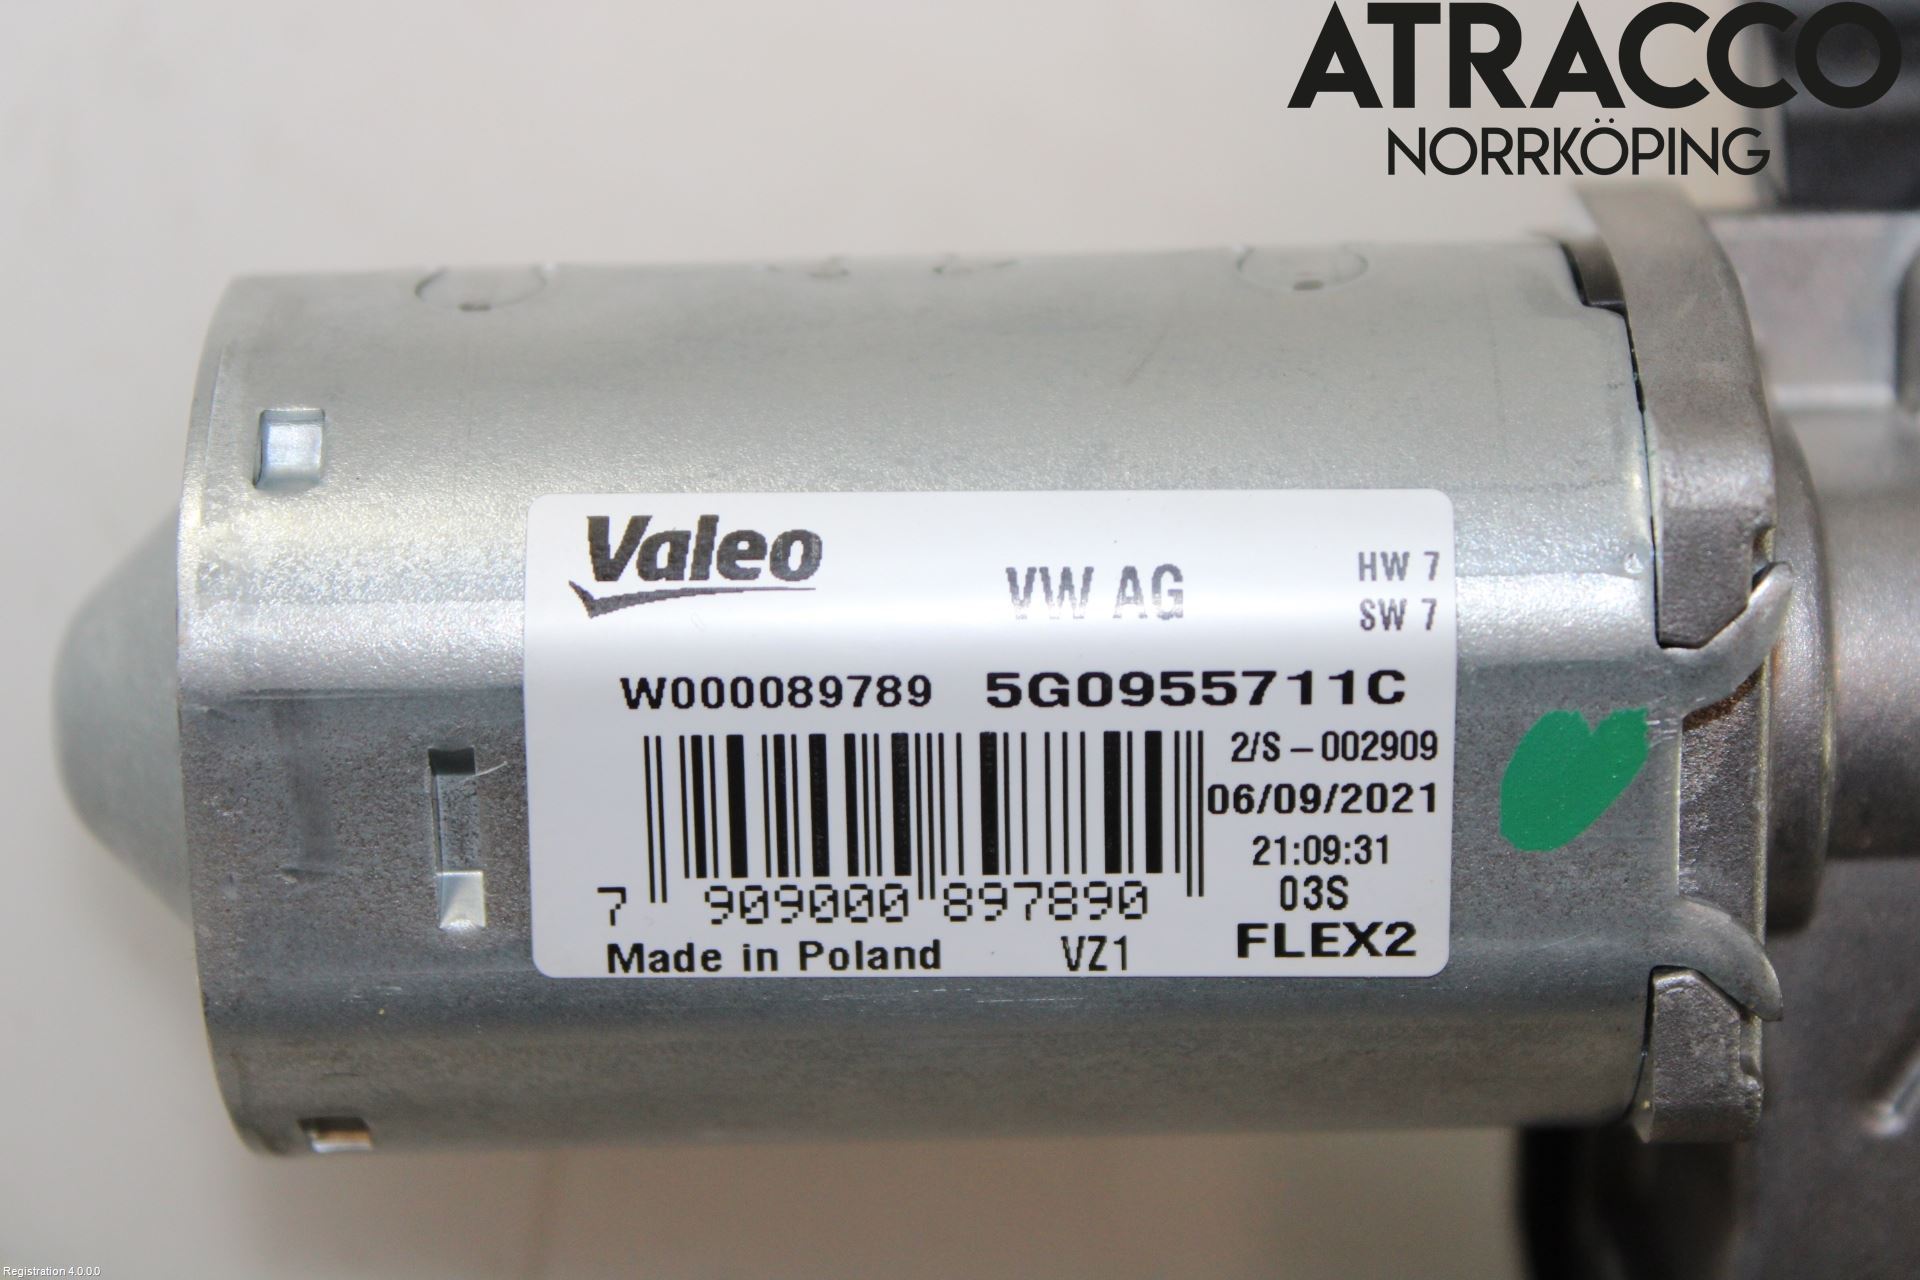 ATRACCO
NORRKÖPING
Valeo
VW AG
HW 7
SW 7
W000089789 5G0955711C
2/S - 002909
06/09/2021
21:09:31
03S
7 909000 897890
Made in Poland VZ1 FLEX2
Registration 4.0.0.0